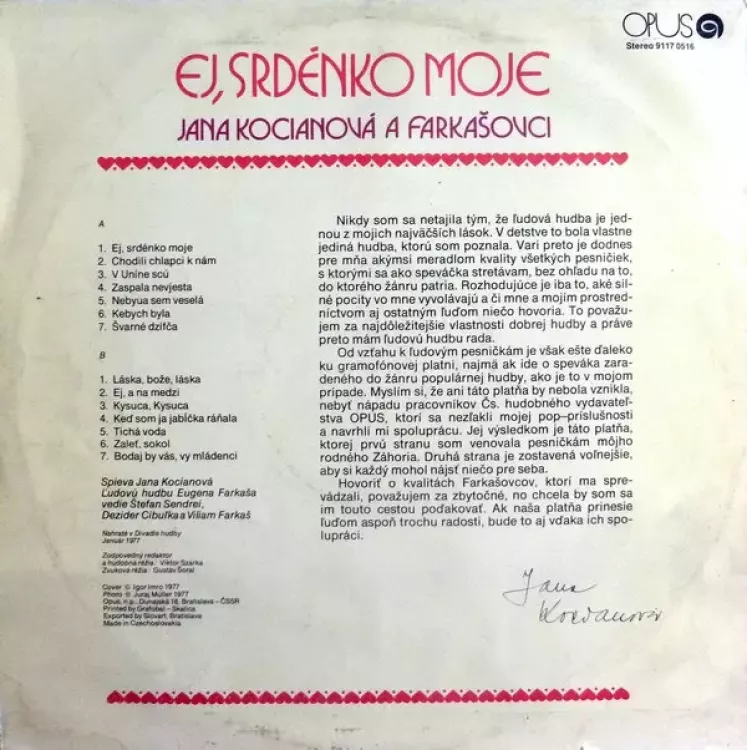 OPUS
Stereo 9117 0516
EJ, SRDÉNKO MOJE
JANA KOCIANOVÁ A FARKAŠOVCI
A
1. Ej, srdénko moje
2. Chodili chlapci k nám
3. V Uníne scú
4. Zaspala nevjesta
5. Nebyua sem veselá
6. Kebych byla
7. Švarné dzifča
B
1. Láska, bože, láska
2. Ej, a na medzi
3. Kysuca, Kysuca
4. Keď som ja jabĺčka ráňala
5. Tichá voda
6. Zaleť, sokol
7. Bodaj by vás, vy mládenci
Spieva Jana Kocianová
Ľudovú hudbu Eugena Farkaša
vedie Štefan Sendrei,
Dezider Cibuľka a Viliam Farkaš
Nahraté v Divadle hudby
Január 1977
Zodpovedný redaktor
a hudobná réžia: Viktor Szarka
Zvuková réžia: Gustáv Šoral
Cover © Igor Imro 1977
Photo © Juraj Müller 1977
Opus, n.p., Dunajská 18, Bratislava – ČSSR
Printed by Grafobal – Skalica
Exported by Slovart, Bratislava
Made in Czechoslovakia
Nikdy som sa netajila tým, že ľudová hudba je jed-
nou z mojich najväčších lások. V detstve to bola vlastne
jediná hudba, ktorú som poznala. Vari preto je dodnes
pre mňa akýmsi meradlom kvality všetkých pesničiek,
s ktorými sa ako speváčka stretávam, bez ohľadu na to,
do ktorého žánru patria. Rozhodujúce je iba to, aké sil-
né pocity vo mne vyvolávajú a či mne a mojím prostred-
níctvom aj ostatným ľuďom niečo hovoria. To považu-
jem za najdôležitejšie vlastnosti dobrej hudby a práve
preto mám ľudovú hudbu rada.
Od vzťahu k ľudovým pesničkám je však ešte ďaleko
ku gramofónovej platni, najmä ak ide o speváka zara-
deného do žánru populárnej hudby, ako je to v mojom
prípade. Myslím si, že ani táto platňa by nebola vznikla,
nebyť nápadu pracovníkov Čs. hudobného vydavateľ-
stva OPUS, ktorí sa nezľakli mojej pop–príslušnosti
a navrhli mi spoluprácu. Jej výsledkom je táto platňa,
ktorej prvú stranu som venovala pesničkám môjho
rodného Záhoria. Druhá strana je zostavená voľnejšie,
aby si každý mohol nájsť niečo pre seba.
Hovoriť o kvalitách Farkašovcov, ktorí ma spre-
vádzali, považujem za zbytočné, no chcela by som sa
im touto cestou poďakovať. Ak naša platňa prinesie
ľuďom aspoň trochu radosti, bude to aj vďaka ich spo-
lupráci.
Jana
Kocianová